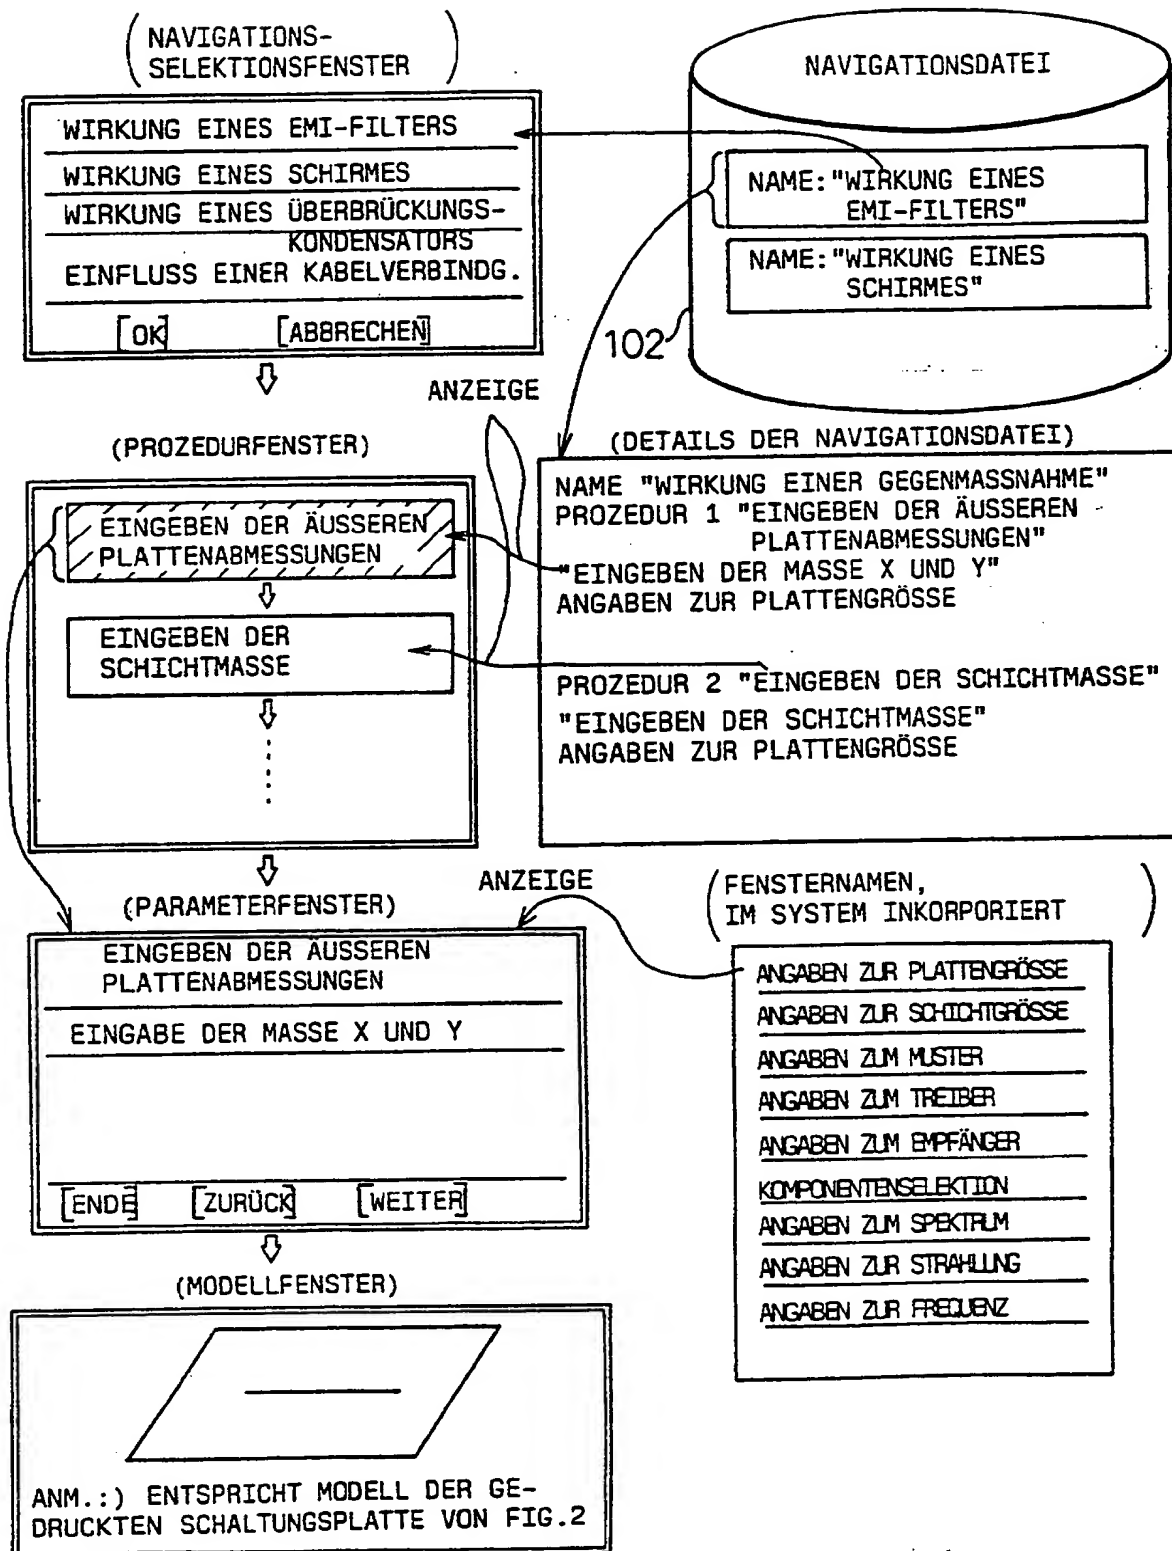 NAVIGATIONS-
SELEKTIONSFENSTER
WIRKUNG EINES EMI-FILTERS
WIRKUNG EINES SCHIRMES
WIRKUNG EINES ÜBERBRÜCKUNGS-
KONDENSATORS
EINFLUSS EINER KABELVERBINDG.
[OK]
[ABBRECHEN]
NAVIGATIONSDATEI
NAME:"WIRKUNG EINES
EMI-FILTERS"
NAME:"WIRKUNG EINES
SCHIRMES"
102
ANZEIGE
(PROZEDURFENSTER)
EINGEBEN DER ÄUSSEREN
PLATTENABMESSUNGEN
EINGEBEN DER
SCHICHTMASSE
(DETAILS DER NAVIGATIONSDATEI)
NAME "WIRKUNG EINER GEGENMASSNAHME"
PROZEDUR 1 "EINGEBEN DER ÄUSSEREN
PLATTENABMESSUNGEN"
"EINGEBEN DER MASSE X UND Y"
ANGABEN ZUR PLATTENGRÖSSE
PROZEDUR 2 "EINGEBEN DER SCHICHTMASSE"
"EINGEBEN DER SCHICHTMASSE"
ANGABEN ZUR PLATTENGRÖSSE
ANZEIGE
(PARAMETERFENSTER)
EINGEBEN DER ÄUSSEREN
PLATTENABMESSUNGEN
EINGABE DER MASSE X UND Y
[ENDE]
[ZURÜCK]
[WEITER]
(FENSTERNAMEN,
IM SYSTEM INKORPORIERT)
ANGABEN ZUR PLATTENGRÖSSE
ANGABEN ZUR SCHICHTGRÖSSE
ANGABEN ZUM MUSTER
ANGABEN ZUM TREIBER
ANGABEN ZUM EMPFÄNGER
KOMPONENTENSELEKTION
ANGABEN ZUM SPEKTRUM
ANGABEN ZUR STRAHLUNG
ANGABEN ZUR FREQUENZ
(MODELLFENSTER)
ANM.:) ENTSPRICHT MODELL DER GE-
DRUCKTEN SCHALTUNGSPLATTE VON FIG.2